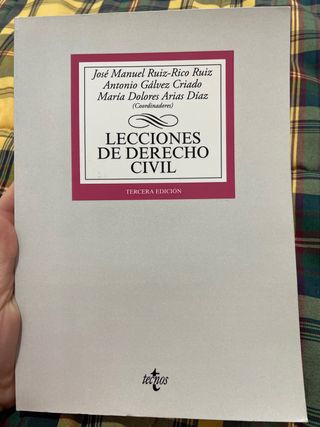 José Manuel Ruiz-Rico Ruiz
Antonio Gálvez Criado
María Dolores Arias Díaz
(Coordinadores)
LECCIONES
DE DERECHO
CIVIL
TERCERA EDICIÓN
tecnos